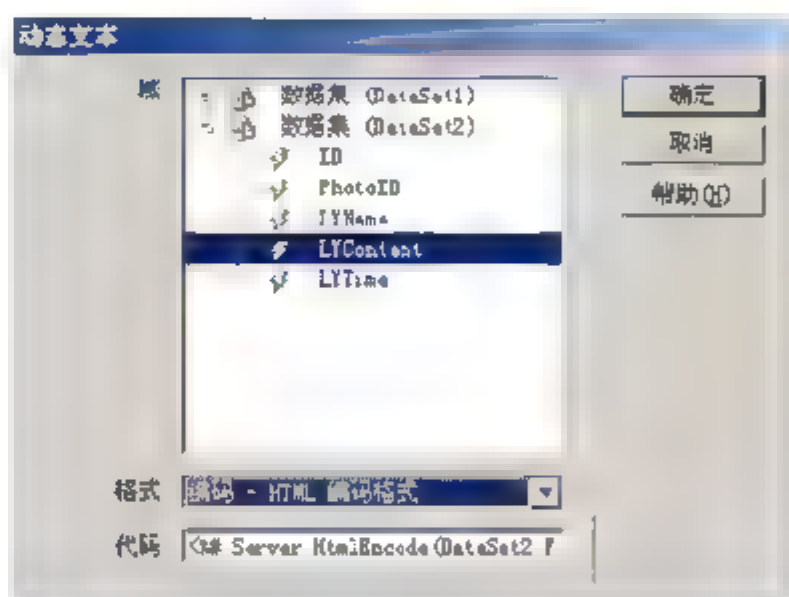 动态文本
域
数据集 (DataSet1)
数据集 (DataSet2)
ID
PhotoID
LYName
LYContent
LYTime
确定
取消
帮助(H)
格式 编码 - HTML 编码格式
代码 <%# Server HtmlEncode(DataSet2 F